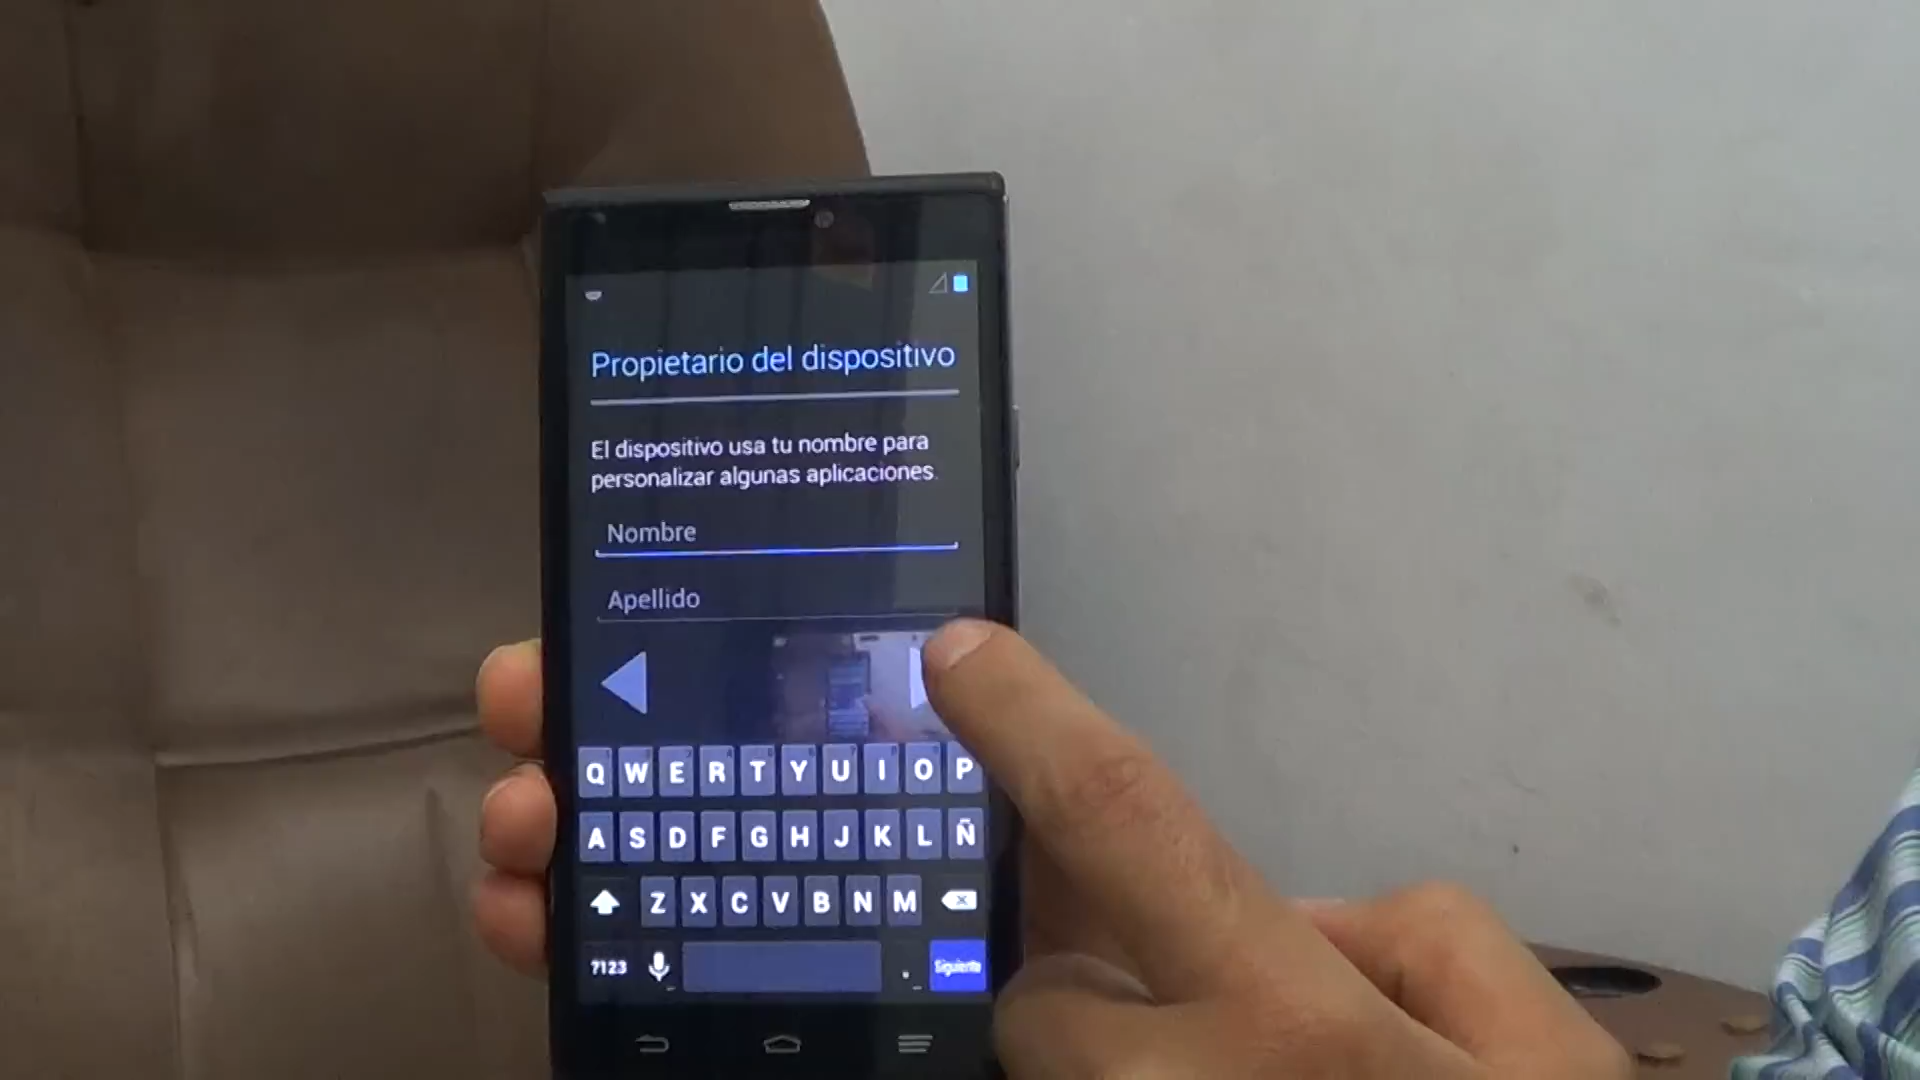 Propietario del dispositivo
El dispositivo usa tu nombre para
personalizar algunas aplicaciones.
Nombre
Apellido
Q W E R T Y U I O P
A S D F G H J K L Ñ
Z X C V B N M
?123 . Siguiente